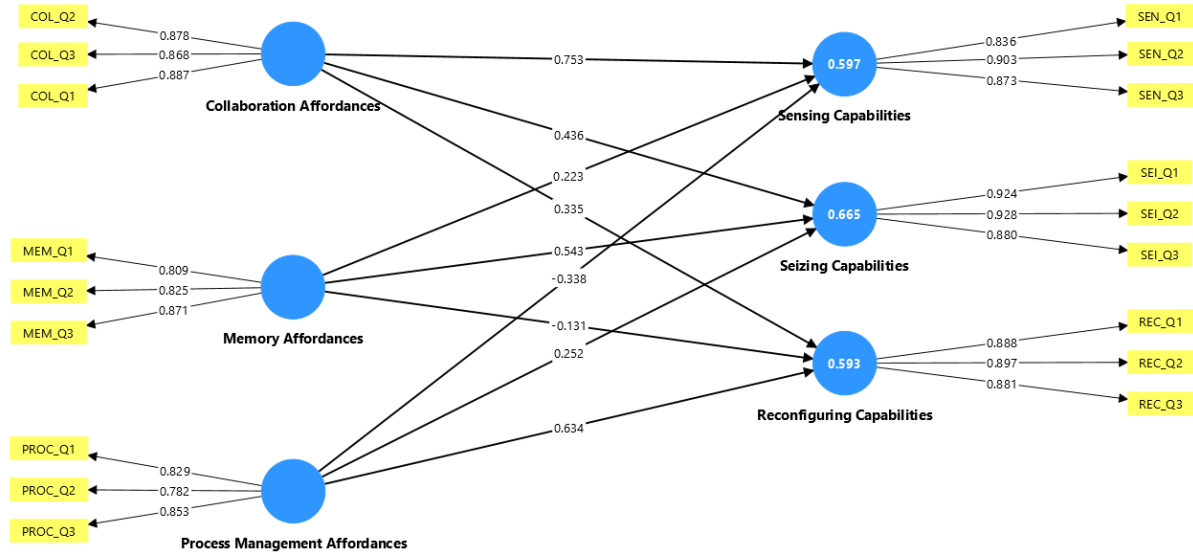 COL_Q2
0.878
COL_Q3
0.868
COL_Q1
0.887
Collaboration Affordances
MEM_Q1
0.809
MEM_Q2
0.825
MEM_Q3
0.871
Memory Affordances
PROC_Q1
0.829
PROC_Q2
0.782
PROC_Q3
0.853
Process Management Affordances
0.753
0.436
0.223
0.335
0.543
-0.338
-0.131
0.252
0.634
0.597
Sensing Capabilities
0.836
SEN_Q1
0.903
SEN_Q2
0.873
SEN_Q3
0.665
Seizing Capabilities
0.924
SEI_Q1
0.928
SEI_Q2
0.880
SEI_Q3
0.593
Reconfiguring Capabilities
0.888
REC_Q1
0.897
REC_Q2
0.881
REC_Q3